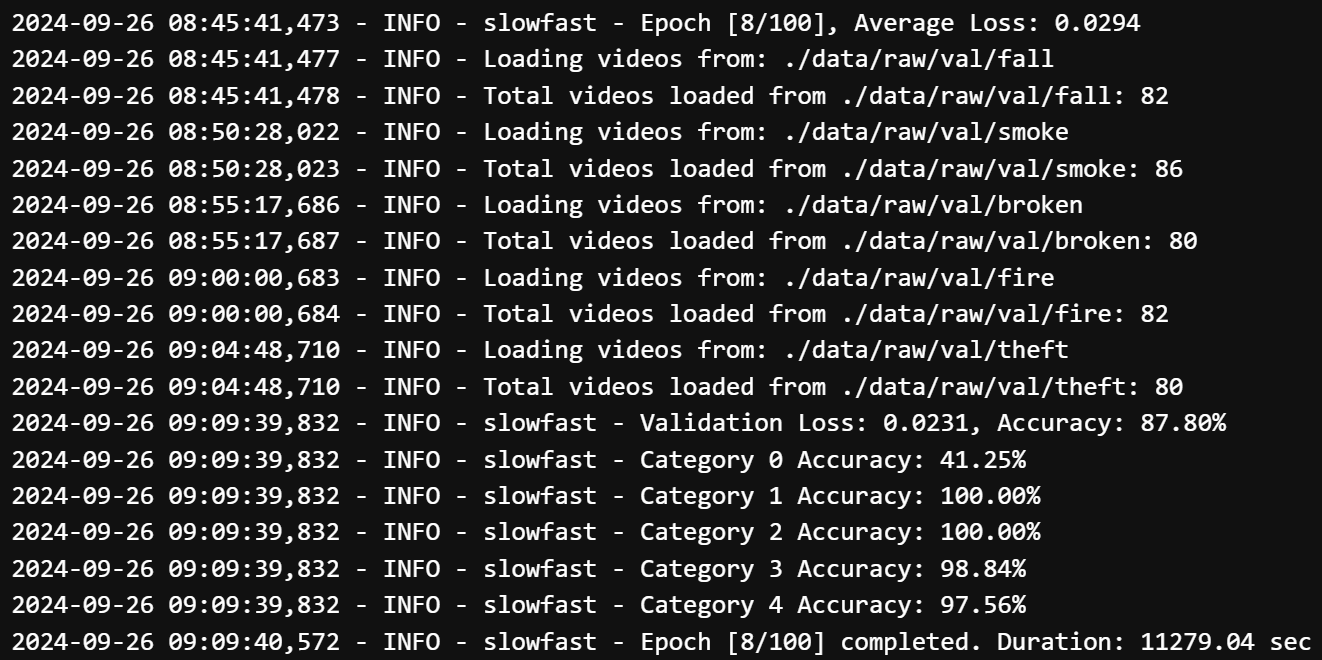 2024-09-26 08:45:41,473 - INFO - slowfast - Epoch [8/100], Average Loss: 0.0294
2024-09-26 08:45:41,477 - INFO - Loading videos from: ./data/raw/val/fall
2024-09-26 08:45:41,478 - INFO - Total videos loaded from ./data/raw/val/fall: 82
2024-09-26 08:50:28,022 - INFO - Loading videos from: ./data/raw/val/smoke
2024-09-26 08:50:28,023 - INFO - Total videos loaded from ./data/raw/val/smoke: 86
2024-09-26 08:55:17,686 - INFO - Loading videos from: ./data/raw/val/broken
2024-09-26 08:55:17,687 - INFO - Total videos loaded from ./data/raw/val/broken: 80
2024-09-26 09:00:00,683 - INFO - Loading videos from: ./data/raw/val/fire
2024-09-26 09:00:00,684 - INFO - Total videos loaded from ./data/raw/val/fire: 82
2024-09-26 09:04:48,710 - INFO - Loading videos from: ./data/raw/val/theft
2024-09-26 09:04:48,710 - INFO - Total videos loaded from ./data/raw/val/theft: 80
2024-09-26 09:09:39,832 - INFO - slowfast - Validation Loss: 0.0231, Accuracy: 87.80%
2024-09-26 09:09:39,832 - INFO - slowfast - Category 0 Accuracy: 41.25%
2024-09-26 09:09:39,832 - INFO - slowfast - Category 1 Accuracy: 100.00%
2024-09-26 09:09:39,832 - INFO - slowfast - Category 2 Accuracy: 100.00%
2024-09-26 09:09:39,832 - INFO - slowfast - Category 3 Accuracy: 98.84%
2024-09-26 09:09:39,832 - INFO - slowfast - Category 4 Accuracy: 97.56%
2024-09-26 09:09:40,572 - INFO - slowfast - Epoch [8/100] completed. Duration: 11279.04 sec